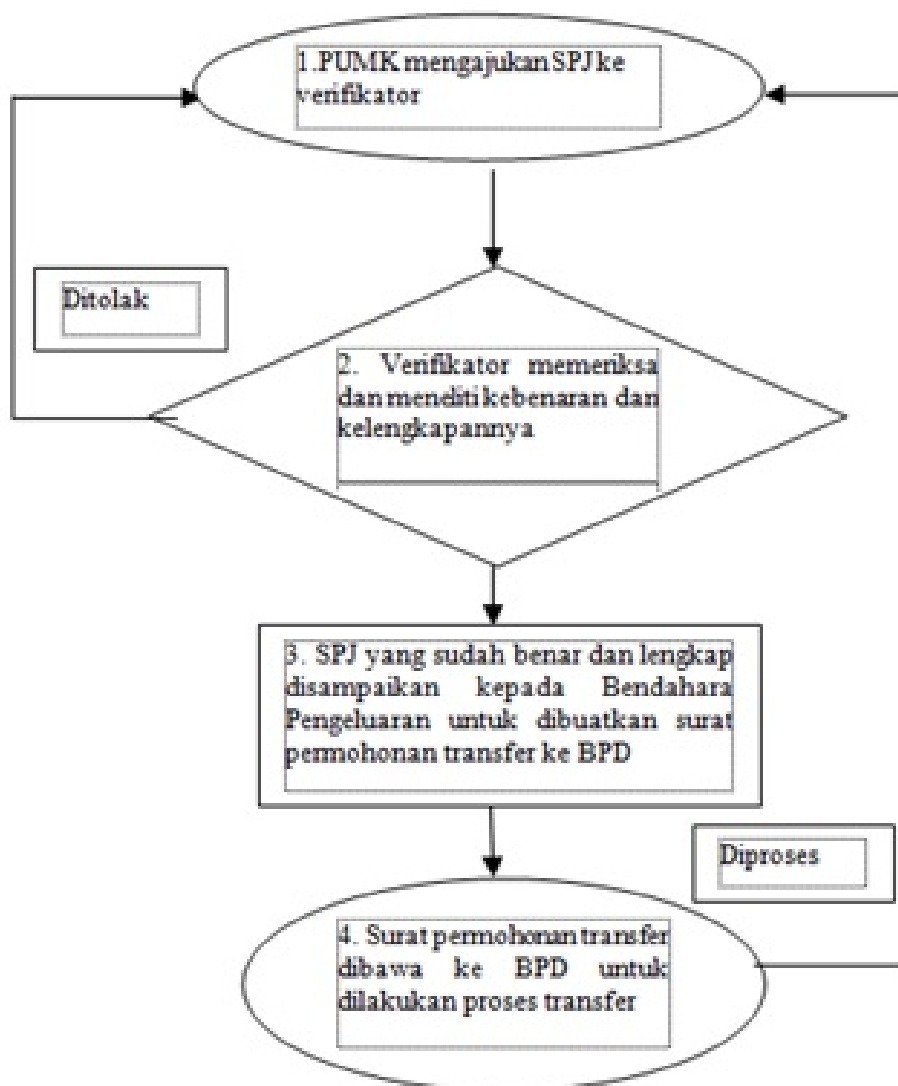 1.PUMK mengajukan SPJ ke
verifikator
Ditolak
2. Verifikator memeriksa
dan menditi kebenaran dan
kelengkapannya
3. SPJ yang sudah benar dan lengkap
disampaikan kepada Bendahara
Pengeluaran untuk dibuatkan surat
permohonan transfer ke BPD
Diproses
4. Surat permohonan transfer
dibawa ke BPD untuk
dilakukan proses transfer